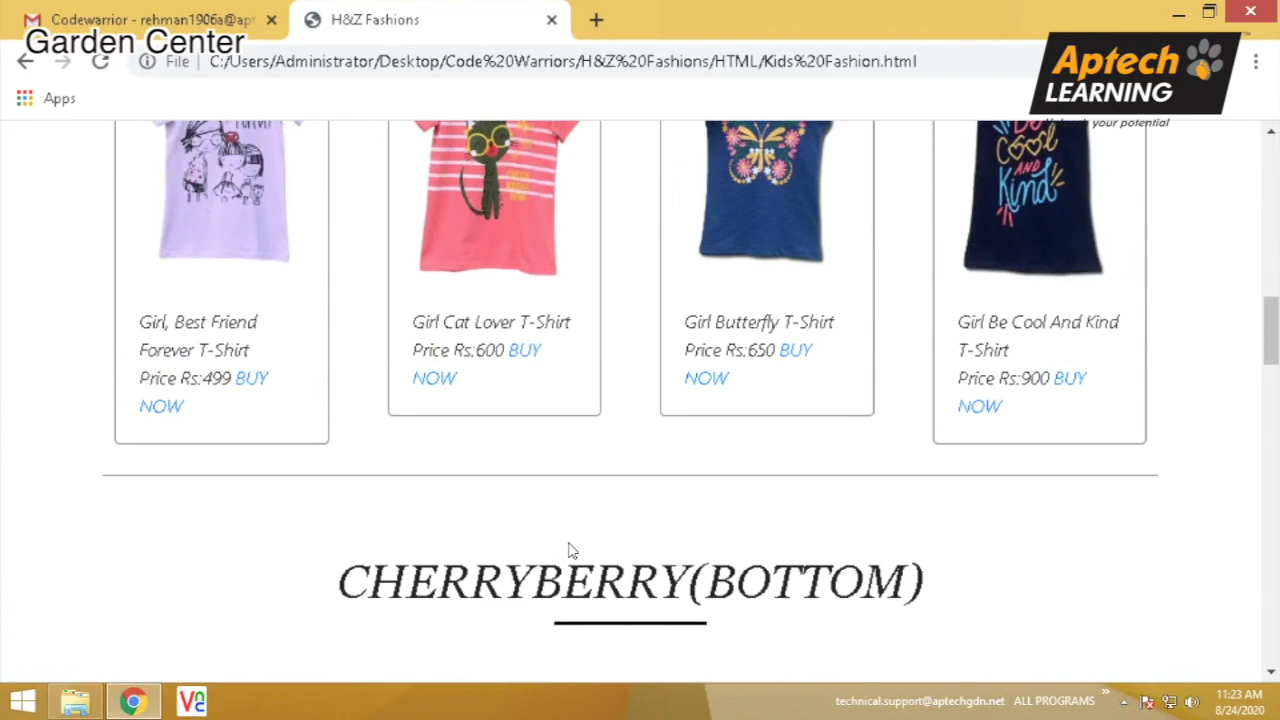 Codewarrior - rehman1906a@apt
H&Z Fashions
Garden Center
File
C:/Users/Administrator/Desktop/Code%20Warriors/H&Z%20Fashions/HTML/Kids%20Fashion.html
Aptech
LEARNING
your potential
Apps
COOL
AND
Kind
Girl, Best Friend
Forever T-Shirt
Price Rs:499 BUY
NOW
Girl Cat Lover T-Shirt
Price Rs:600 BUY
NOW
Girl Butterfly T-Shirt
Price Rs:650 BUY
NOW
Girl Be Cool And Kind
T-Shirt
Price Rs:900 BUY
NOW
CHERRYBERRY(BOTTOM)
technical.support@aptechgdn.net
ALL PROGRAMS
11:23 AM
8/24/2020